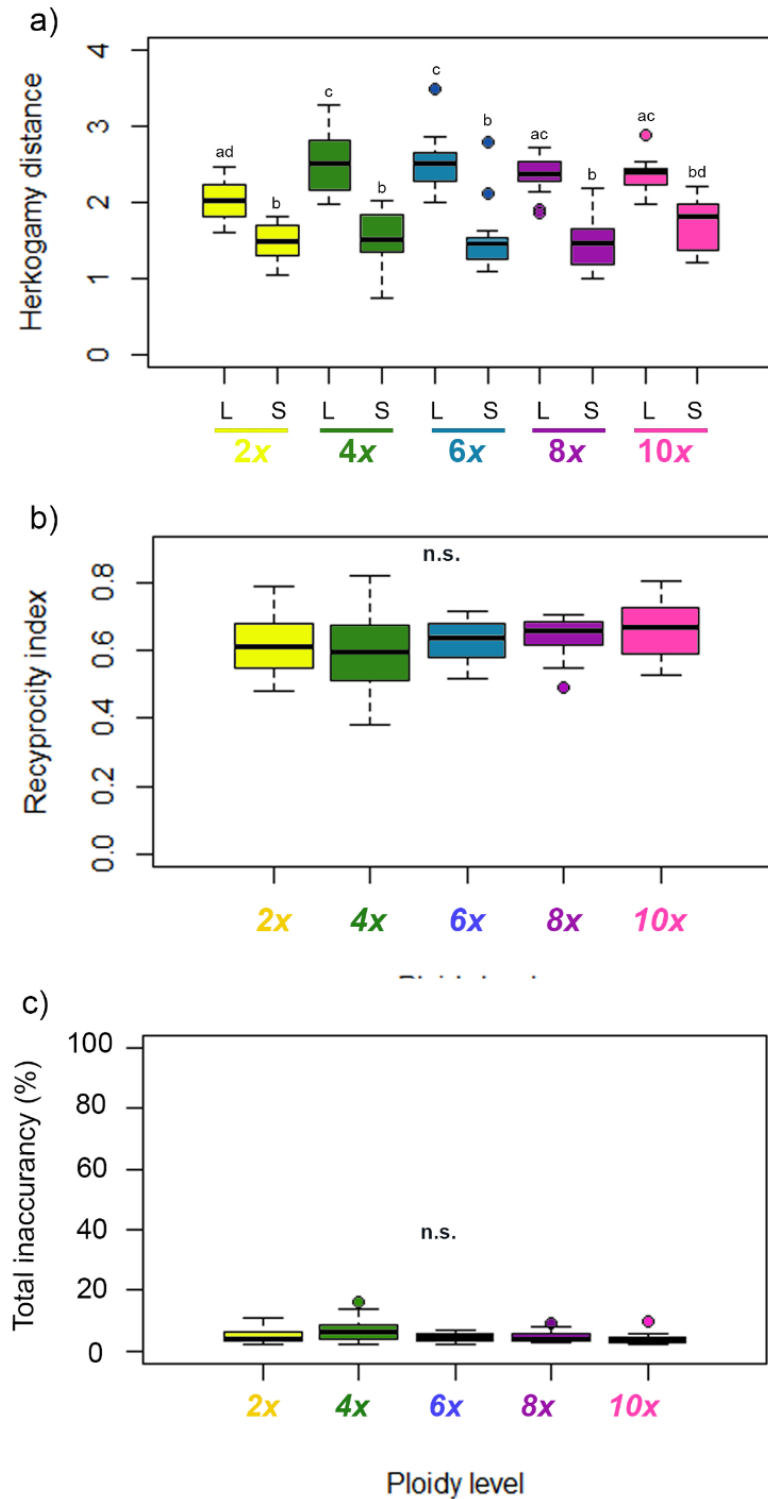 a)
Herkogamy distance
4
3
2
1
0
ad
b
c
b
c
b
ac
b
ac
bd
L S L S L S L S L S
2x 4x 6x 8x 10x
b)
Recyprocity index
0.8
0.6
0.4
0.2
0.0
n.s.
2x 4x 6x 8x 10x
c)
Total inaccurancy (%)
100
80
60
40
20
0
n.s.
2x 4x 6x 8x 10x
Ploidy level